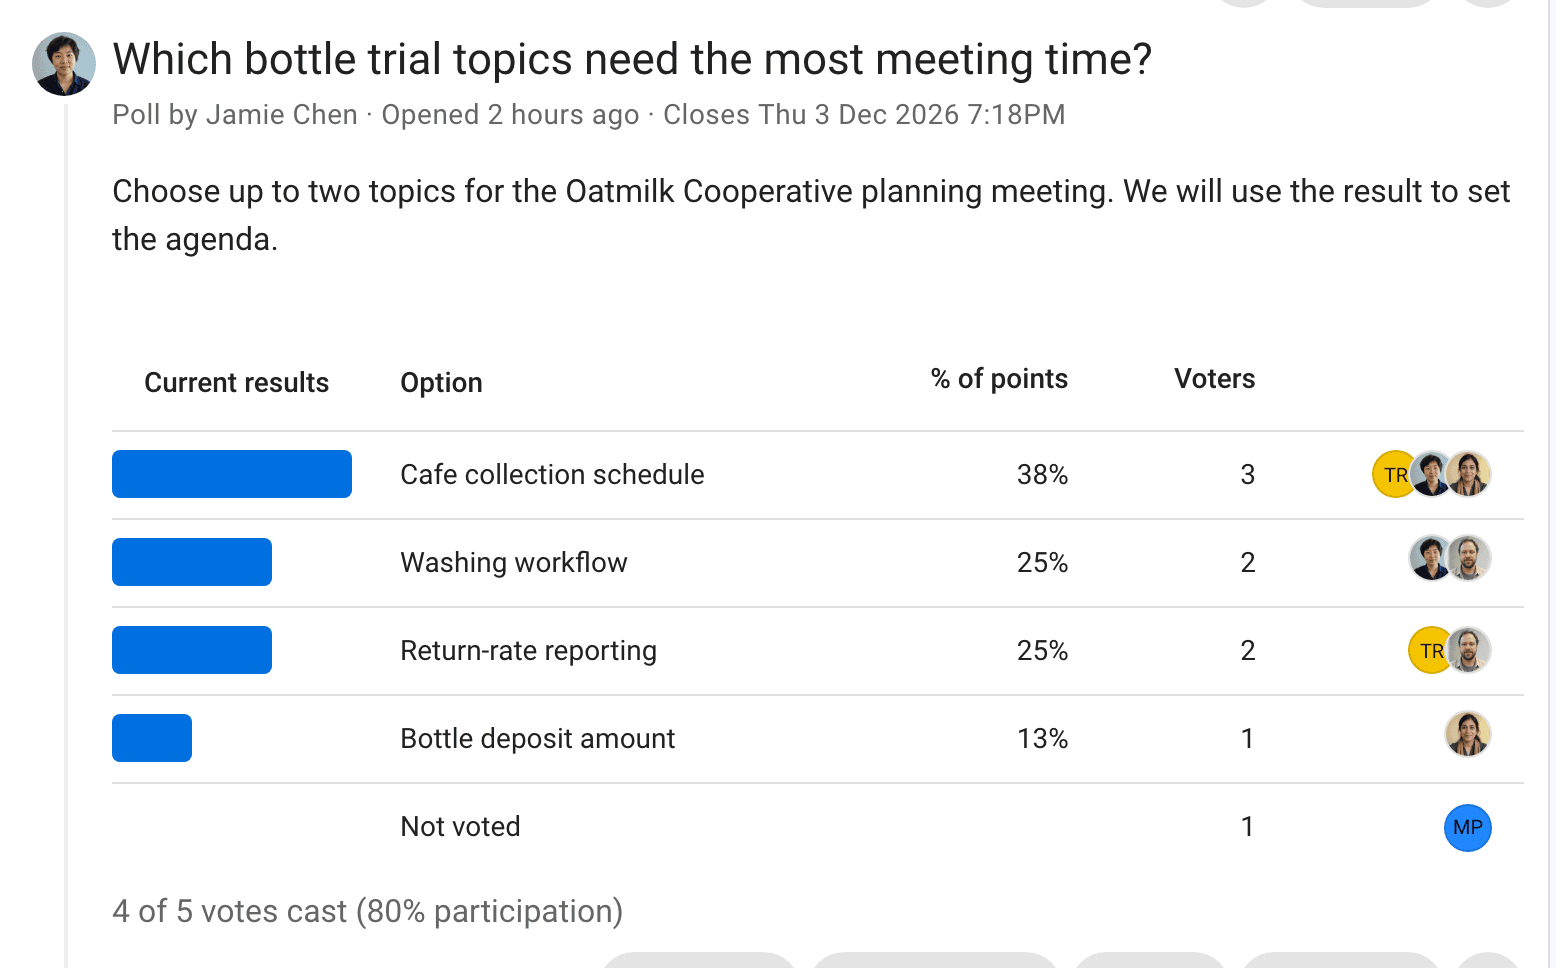 Which bottle trial topics need the most meeting time?
Poll by Jamie Chen · Opened 2 hours ago · Closes Thu 3 Dec 2026 7:18PM
Choose up to two topics for the Oatmilk Cooperative planning meeting. We will use the result to set
the agenda.
Current results Option % of points Voters
Cafe collection schedule 38% 3 TR
Washing workflow 25% 2
Return-rate reporting 25% 2 TR
Bottle deposit amount 13% 1
Not voted 1 MP
4 of 5 votes cast (80% participation)